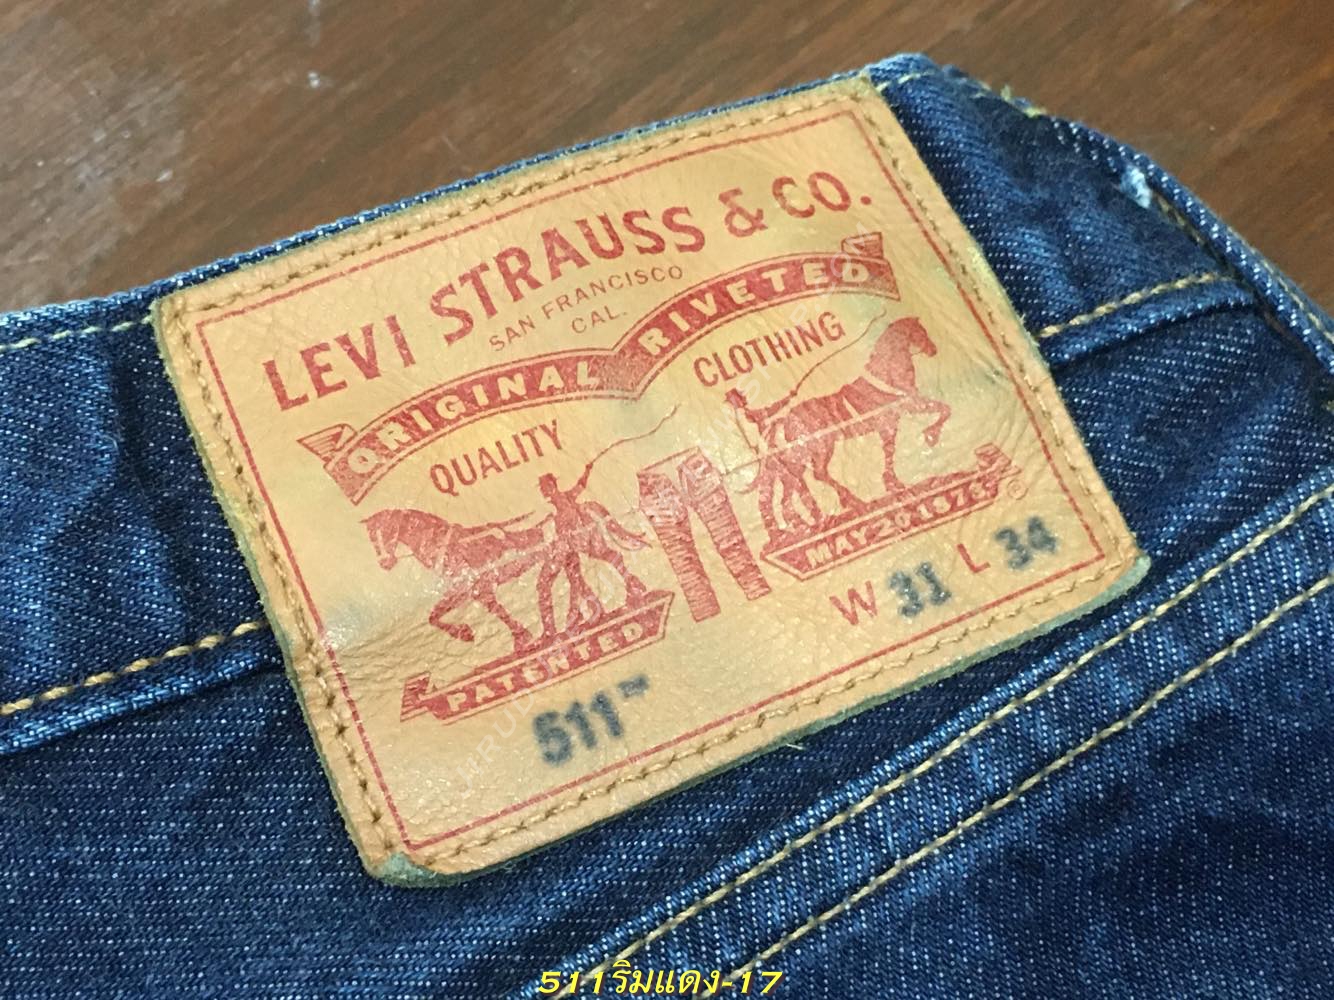 LEVI STRAUSS & CO.
SAN FRANCISCO
CAL.
ORIGINAL RIVETED
QUALITY CLOTHING
PATENTED
MAY 20 1873 ®
W 31 L 34
511™
511ริมแดง-17